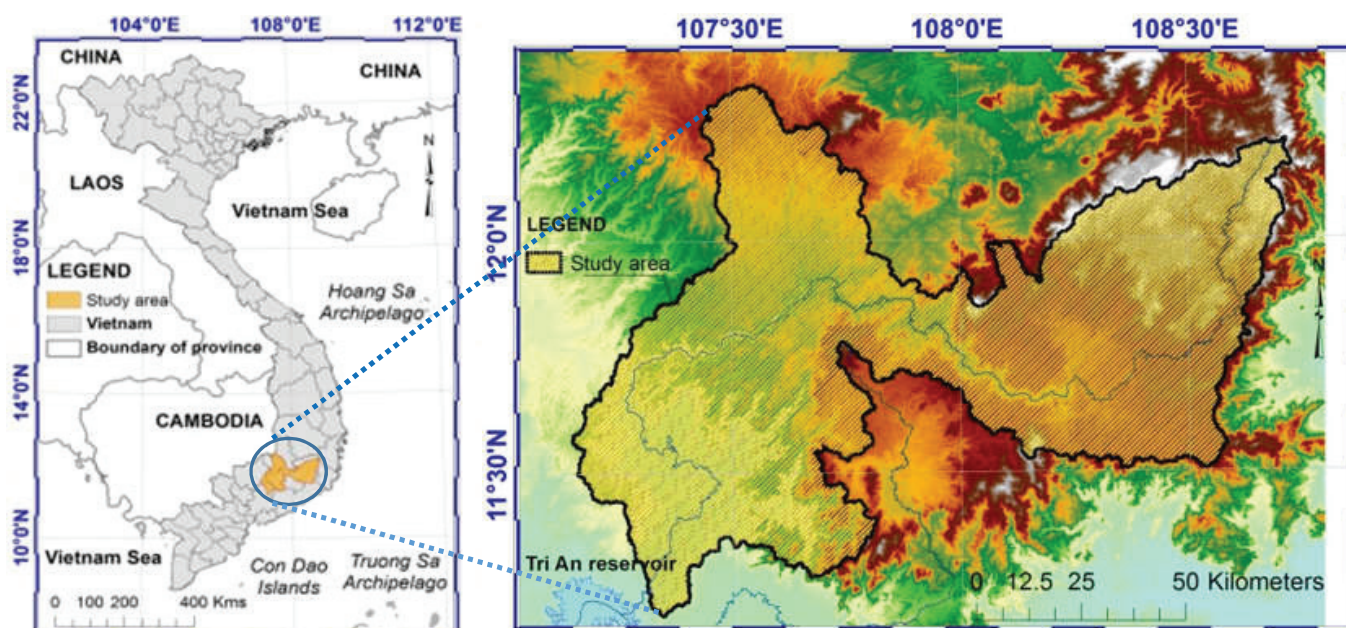 104°0'E 108°0'E 112°0'E
CHINA
CHINA
22°0'N
N
LAOS
Vietnam Sea
18°0'N
LEGEND
Study area
Vietnam
Boundary of province
Hoang Sa
Archipelago
14°0'N
CAMBODIA
10°0'N
Vietnam Sea
Con Dao
Islands
Truong Sa
Archipelago
0 100 200 400 Kms
107°30'E 108°0'E 108°30'E
LEGEND
Study area
12°0'N
N
11°30'N
Tri An reservoir
0 12.5 25 50 Kilometers